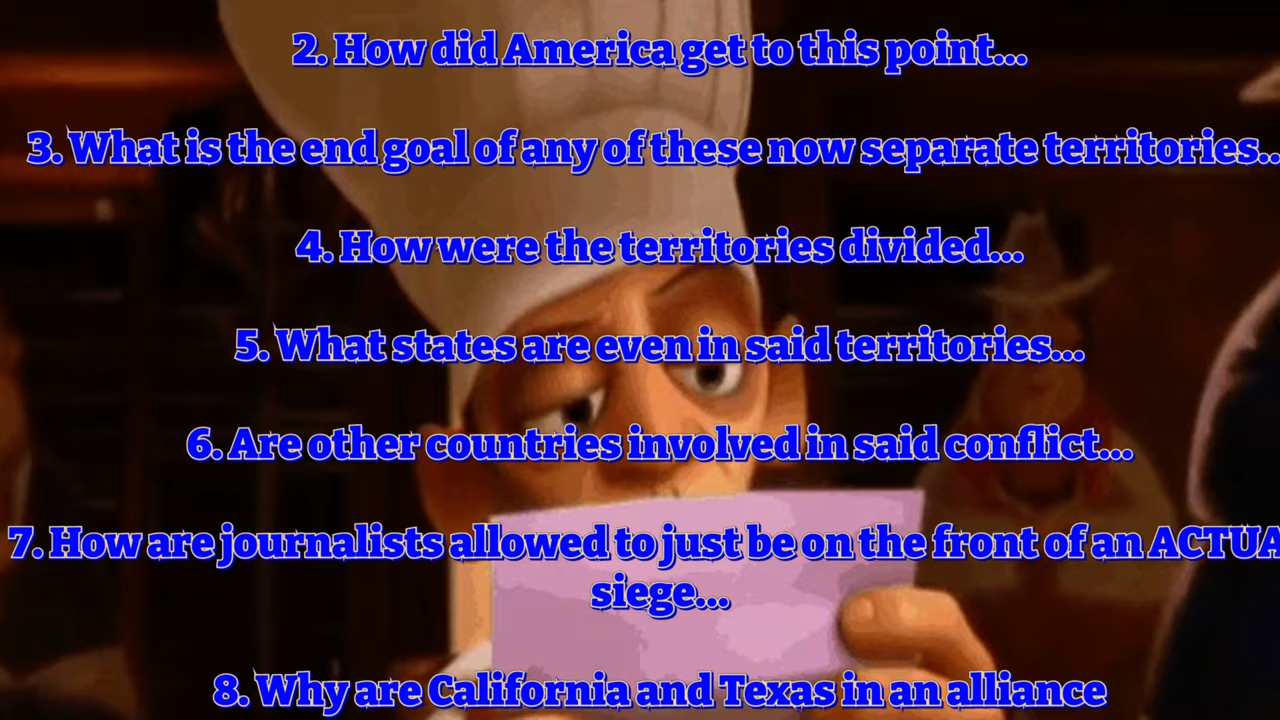 2. How did America get to this point...
3. What is the end goal of any of these now separate territories..
4. How were the territories divided...
5. What states are even in said territories...
6. Are other countries involved in said conflict...
7. How are journalists allowed to just be on the front of an ACTUA
siege...
8. Why are California and Texas in an alliance